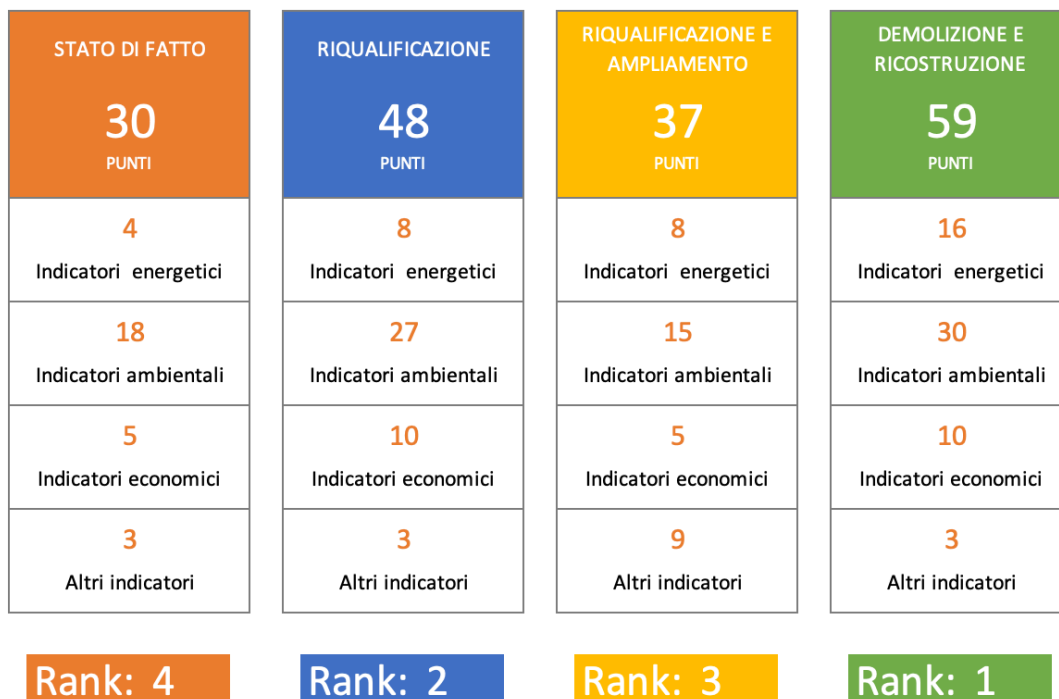 STATO DI FATTO
30
PUNTI
4
Indicatori energetici
18
Indicatori ambientali
5
Indicatori economici
3
Altri indicatori
Rank: 4
RIQUALIFICAZIONE
48
PUNTI
8
Indicatori energetici
27
Indicatori ambientali
10
Indicatori economici
3
Altri indicatori
Rank: 2
RIQUALIFICAZIONE E
AMPLIAMENTO
37
PUNTI
8
Indicatori energetici
15
Indicatori ambientali
5
Indicatori economici
9
Altri indicatori
Rank: 3
DEMOLIZIONE E
RICOSTRUZIONE
59
PUNTI
16
Indicatori energetici
30
Indicatori ambientali
10
Indicatori economici
3
Altri indicatori
Rank: 1